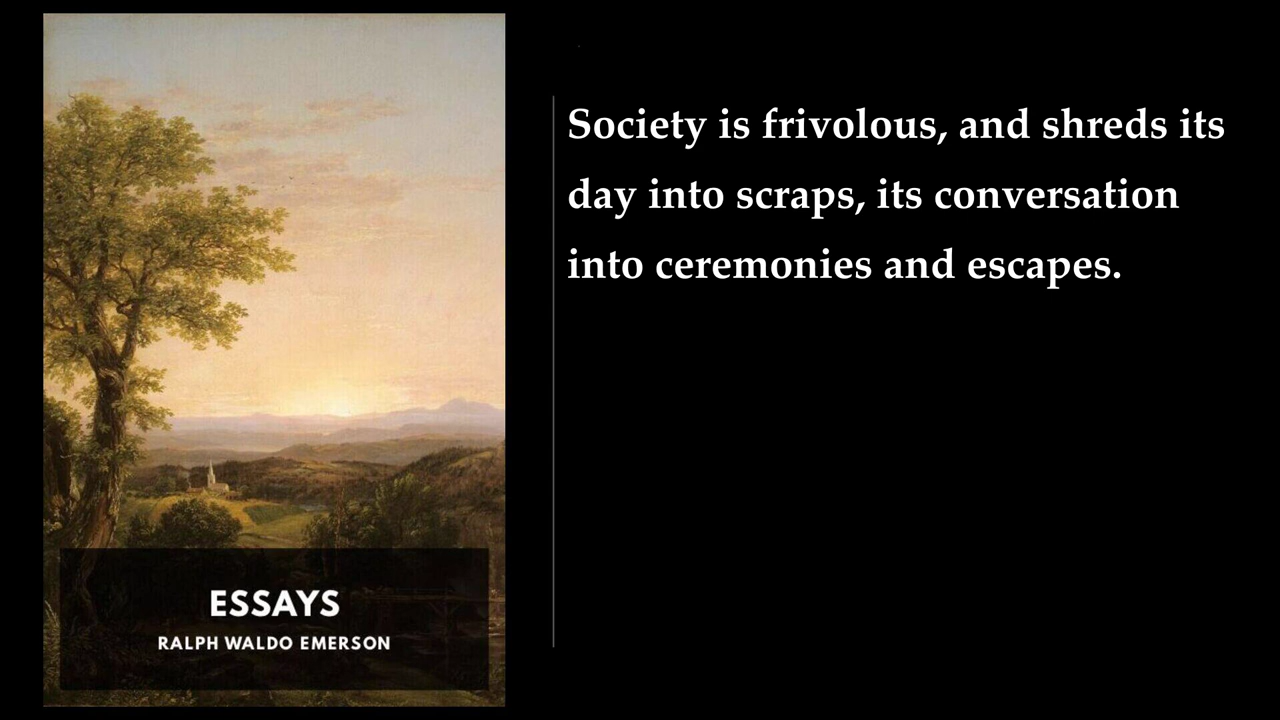 Society is frivolous, and shreds its
day into scraps, its conversation
into ceremonies and escapes.
ESSAYS
RALPH WALDO EMERSON